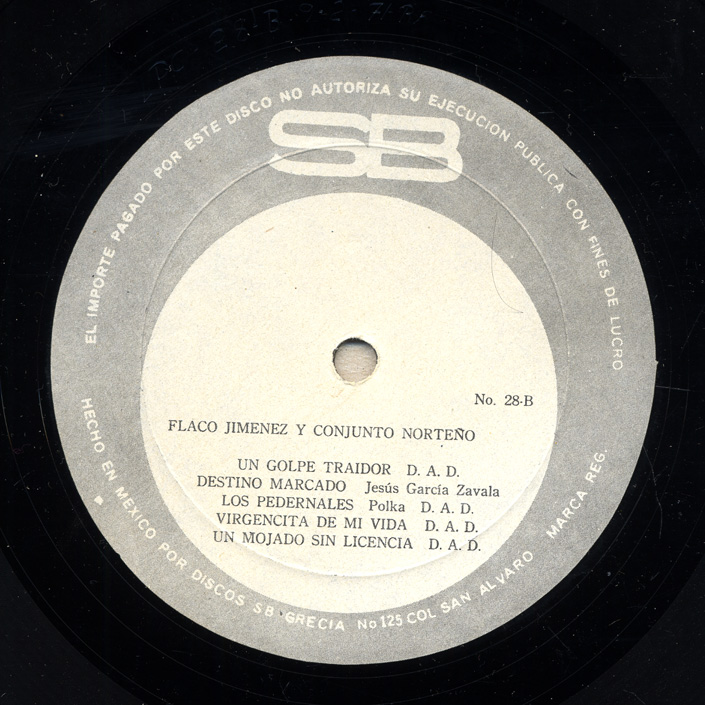 EL IMPORTE PAGADO POR ESTE DISCO NO AUTORIZA SU EJECUCION PUBLICA CON FINES DE LUCRO
SB
No. 28-B
FLACO JIMENEZ Y CONJUNTO NORTEÑO
UN GOLPE TRAIDOR D. A. D.
DESTINO MARCADO Jesús García Zavala
LOS PEDERNALES Polka D. A. D.
VIRGENCITA DE MI VIDA D. A. D.
UN MOJADO SIN LICENCIA D. A. D.
HECHO EN MEXICO POR DISCOS SB GRECIA No 125 COL SAN ALVARO MARCA REG.